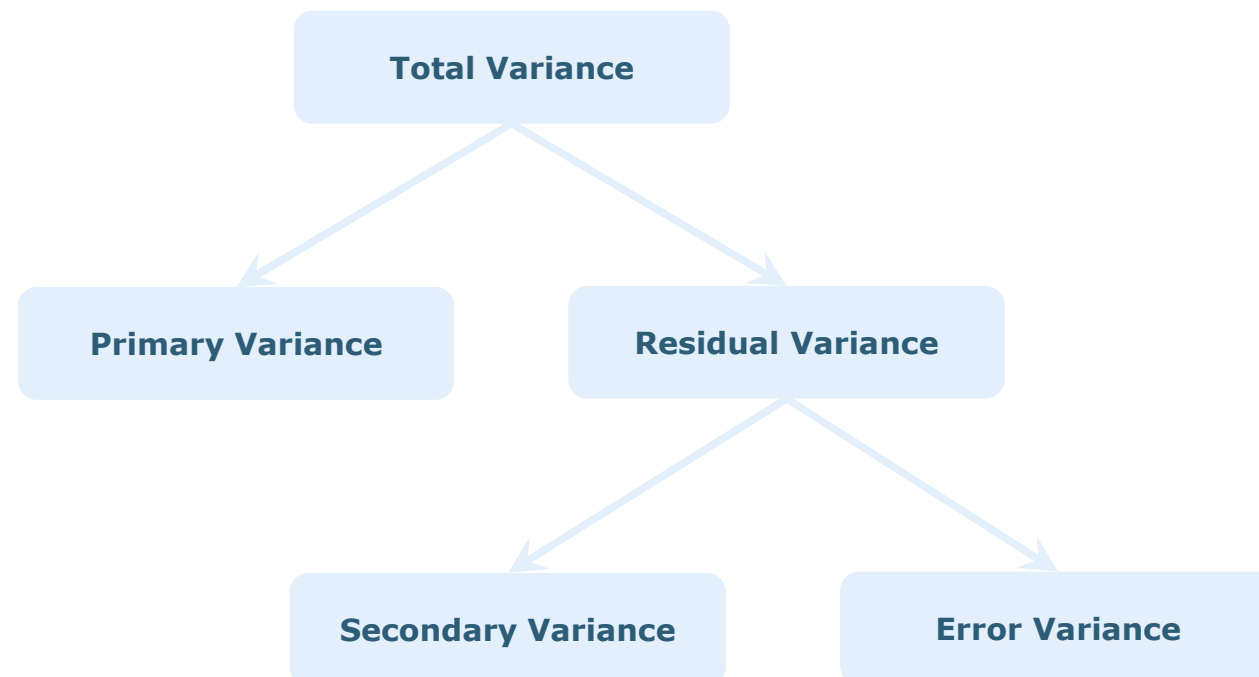 Total Variance
Primary Variance
Residual Variance
Secondary Variance
Error Variance